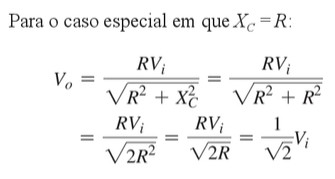 Para o caso especial em que X_C = R:
V_o = RV_i / √(R² + X_C²) = RV_i / √(R² + R²)
= RV_i / √(2R²) = RV_i / √2R = 1/√2 V_i